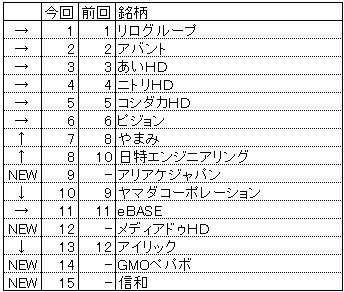 今回 前回 銘柄
→ 1 1 リログループ
→ 2 2 アバント
→ 3 3 あいHD
→ 4 4 ニトリHD
→ 5 5 コシダカHD
→ 6 6 ビジョン
↑ 7 8 やまみ
↑ 8 10 日特エンジニアリング
NEW 9 － アリアケジャパン
↓ 10 9 ヤマダコーポレーション
→ 11 11 eBASE
NEW 12 － メディアドゥHD
↓ 13 12 アイリック
NEW 14 － GMOペパボ
NEW 15 － 信和